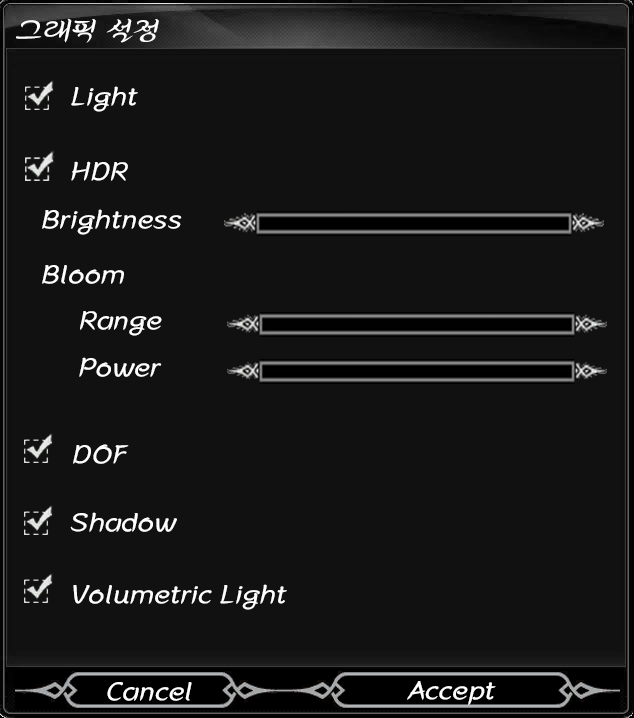 그래픽 설정
Light
HDR
Brightness
Bloom
Range
Power
DOF
Shadow
Volumetric Light
Cancel Accept